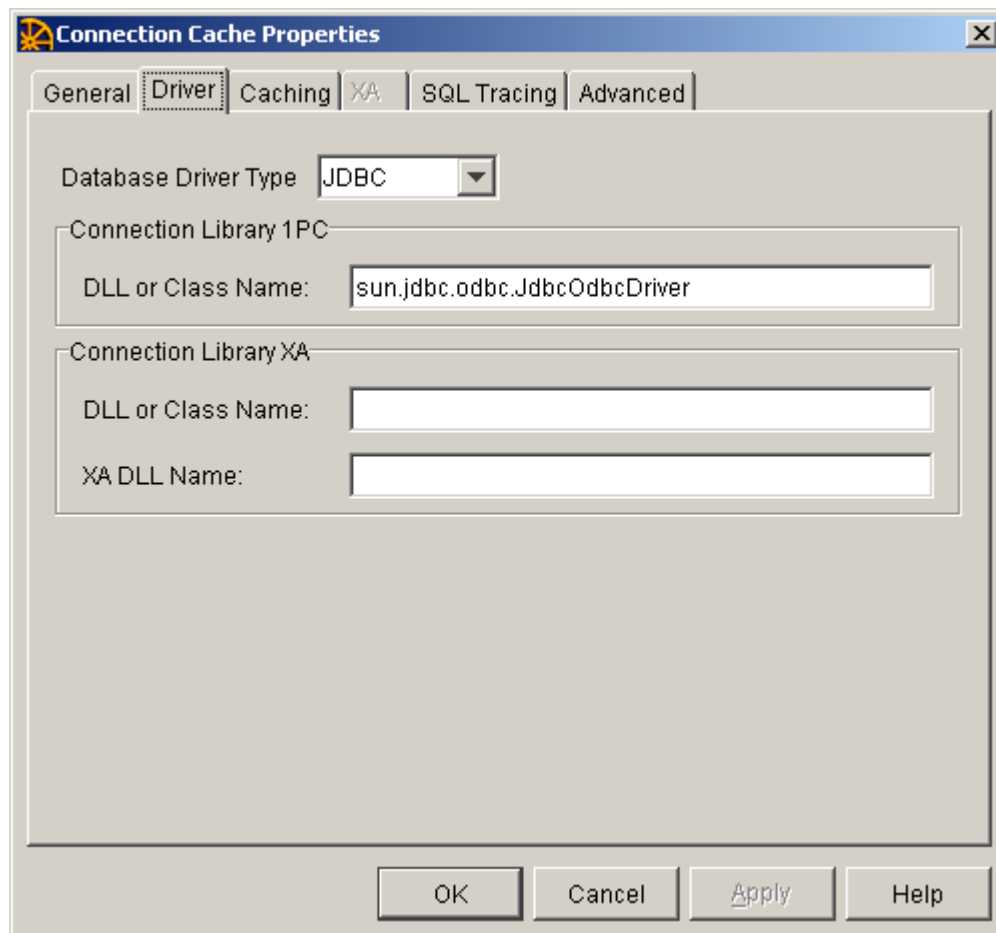 Connection Cache Properties
General Driver Caching XA SQL Tracing Advanced
Database Driver Type JDBC
Connection Library 1PC
DLL or Class Name: sun.jdbc.odbc.JdbcOdbcDriver
Connection Library XA
DLL or Class Name:
XA DLL Name:
OK Cancel Apply Help